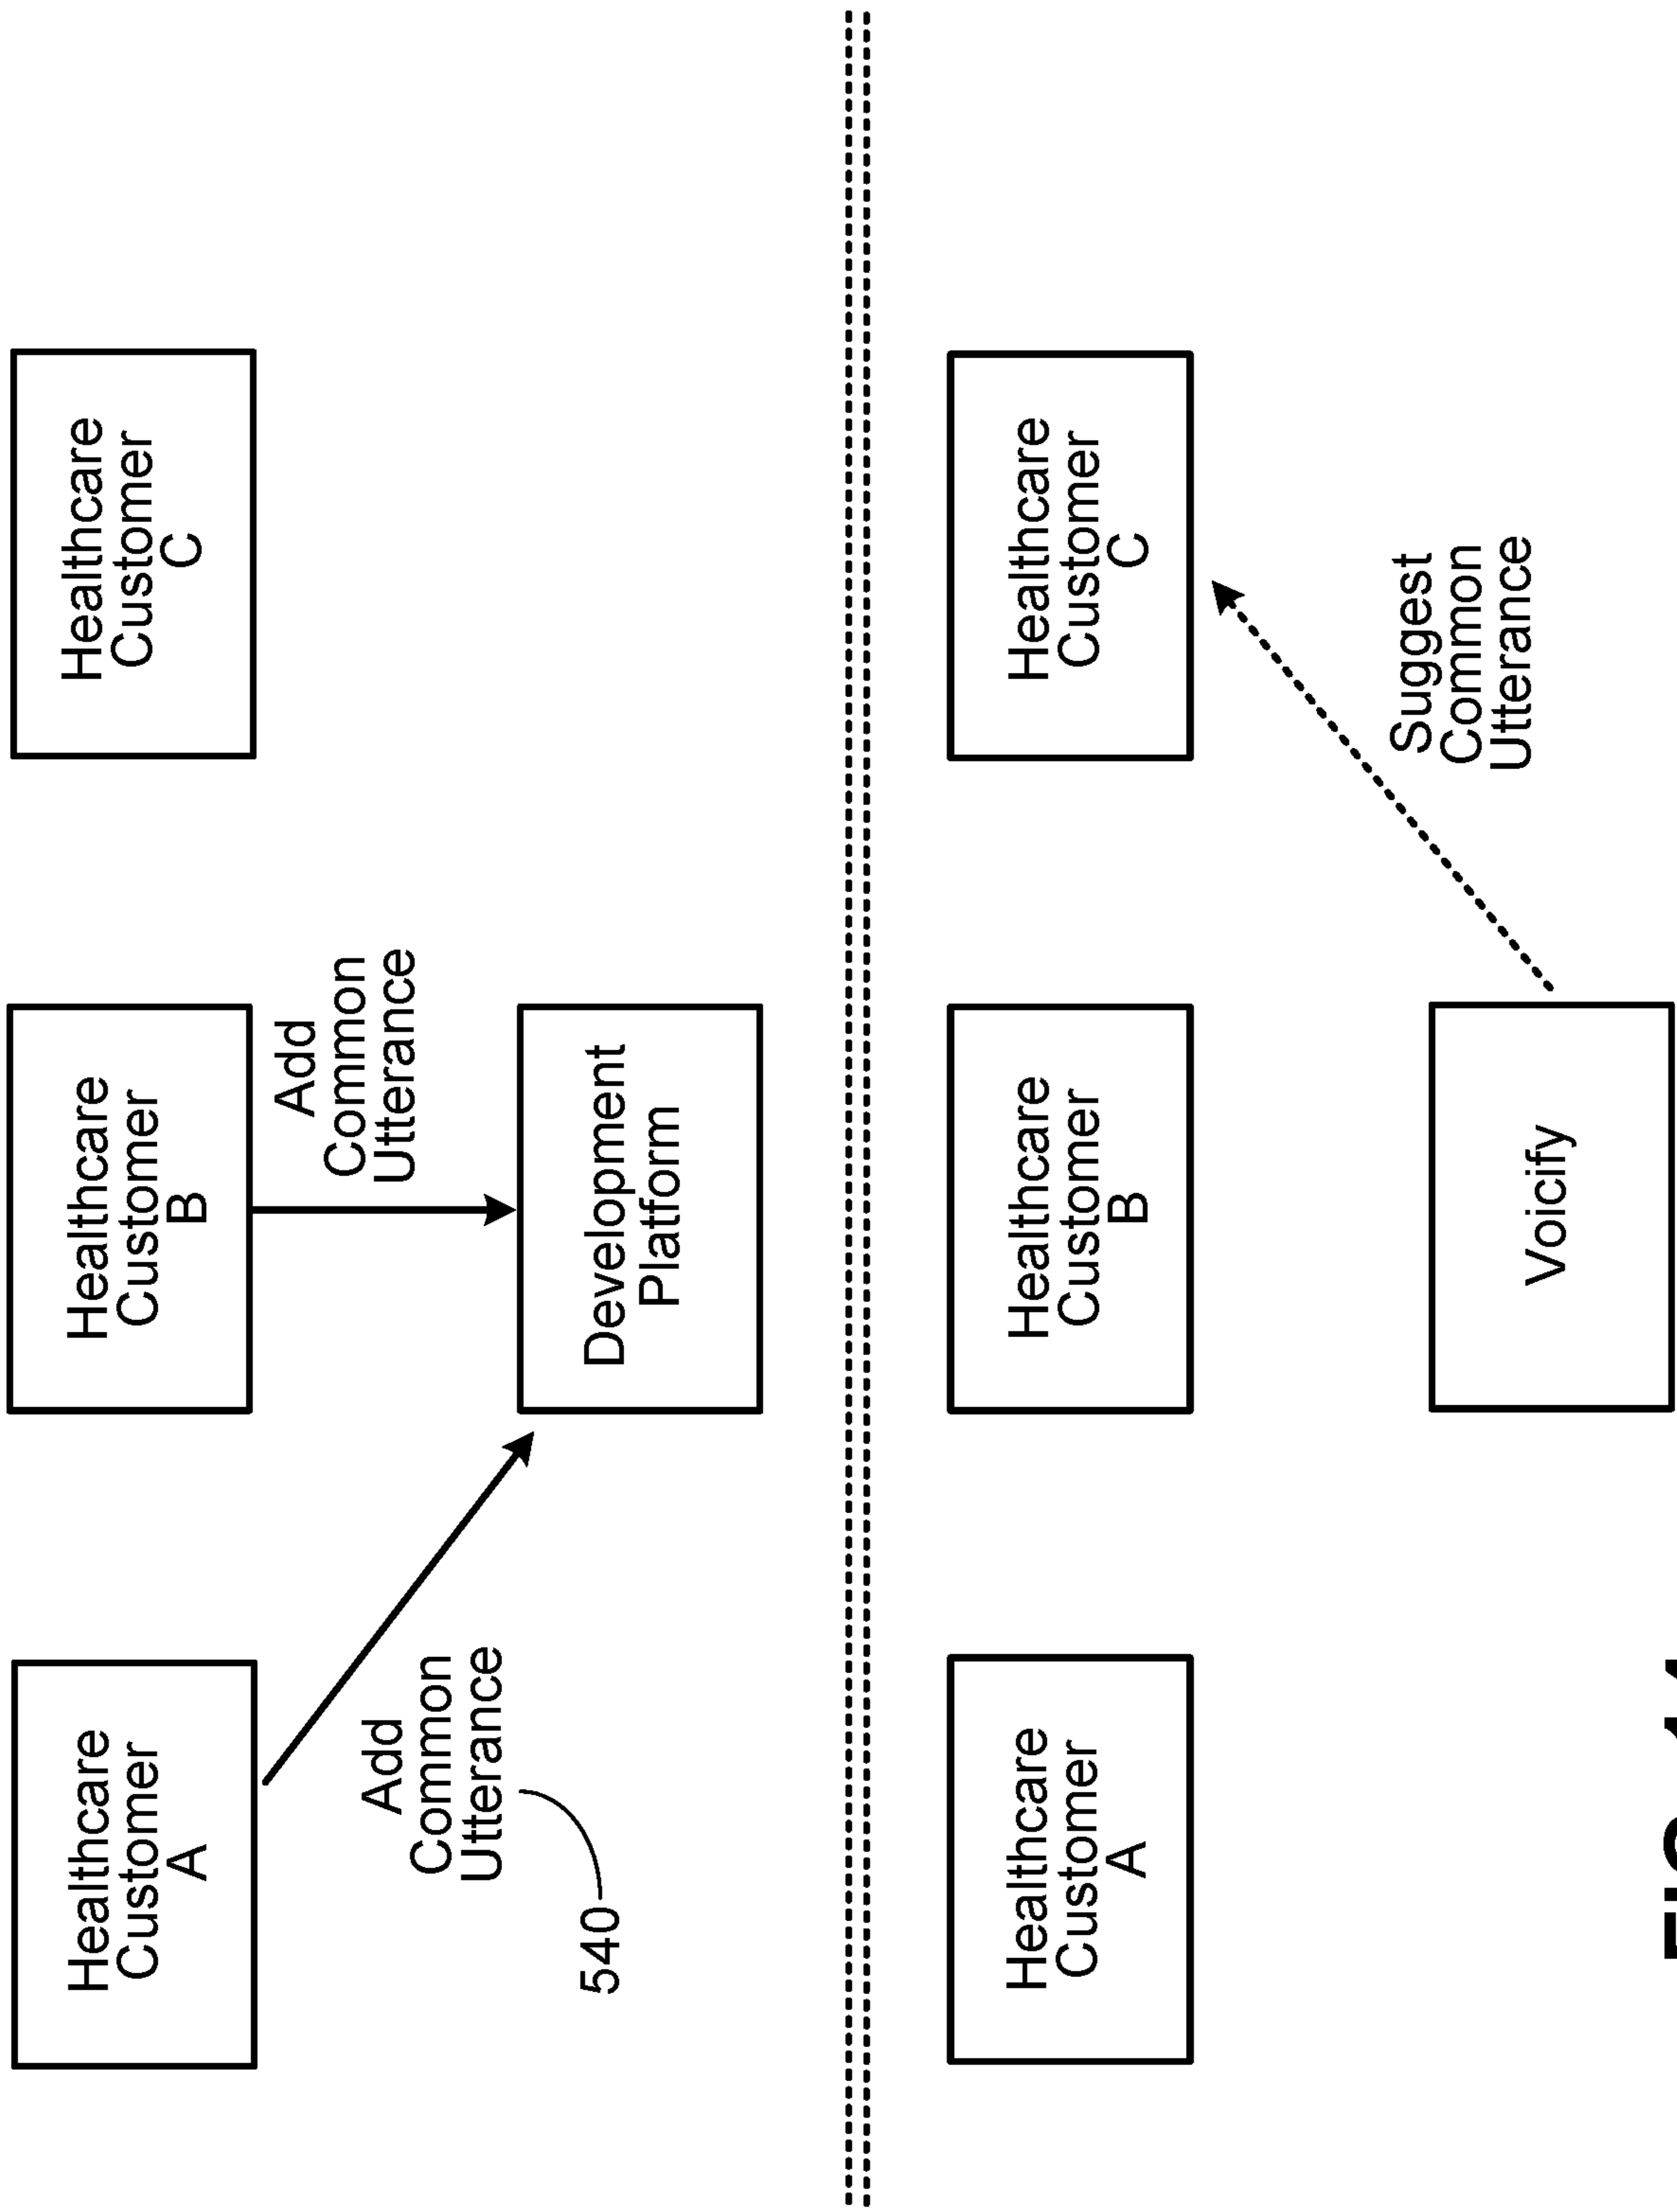 Healthcare
Customer
A
Healthcare
Customer
B
Healthcare
Customer
C
Add
Common
Utterance
Add
Common
Utterance
540
Development
Platform
Healthcare
Customer
A
Healthcare
Customer
B
Healthcare
Customer
C
Suggest
Common
Utterance
Voicify